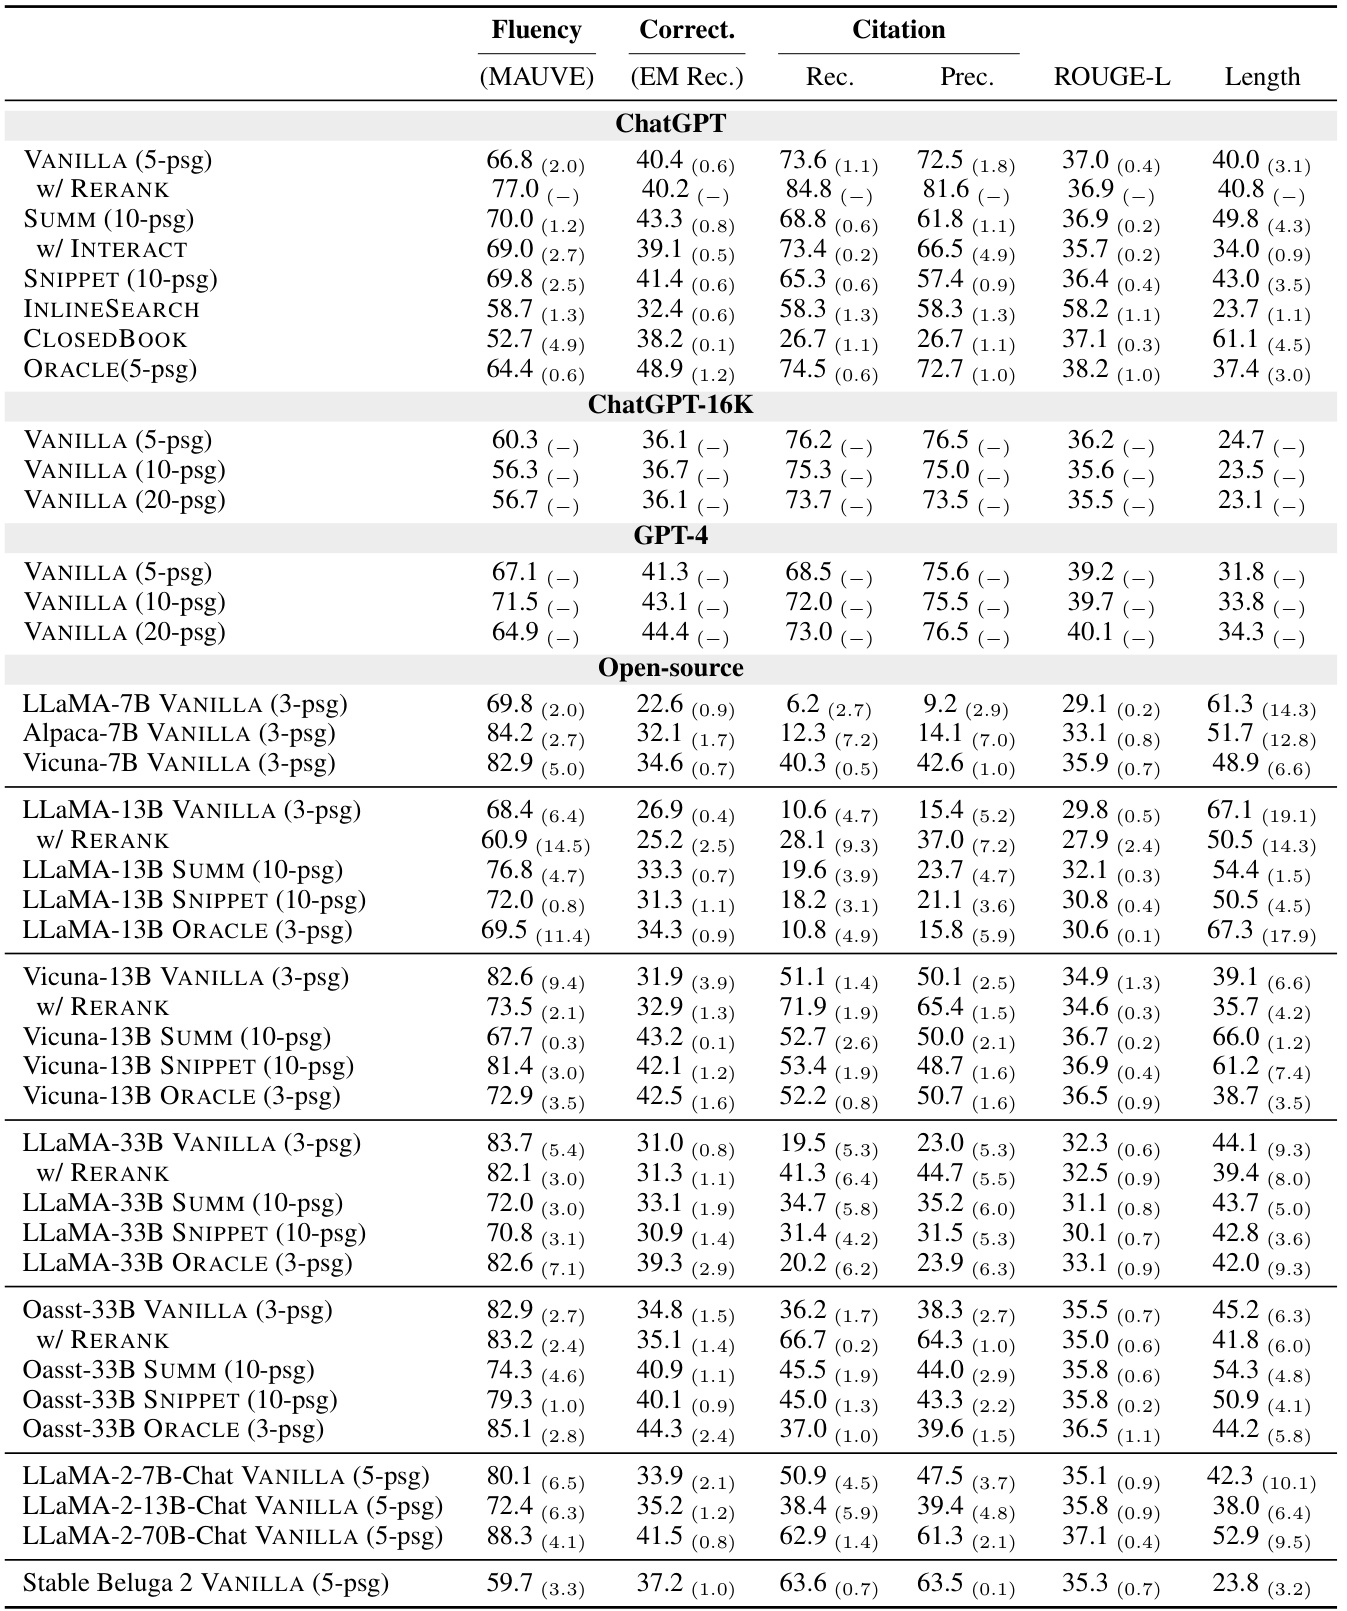 Fluency Correct. Citation
(MAUVE) (EM Rec.) Rec. Prec. ROUGE-L Length
ChatGPT
VANILLA (5-psg) 66.8 (2.0) 40.4 (0.6) 73.6 (1.1) 72.5 (1.8) 37.0 (0.4) 40.0 (3.1)
w/ RERANK 77.0 (−) 40.2 (−) 84.8 (−) 81.6 (−) 36.9 (−) 40.8 (−)
SUMM (10-psg) 70.0 (1.2) 43.3 (0.8) 68.8 (0.6) 61.8 (1.1) 36.9 (0.2) 49.8 (4.3)
w/ INTERACT 69.0 (2.7) 39.1 (0.5) 73.4 (0.2) 66.5 (4.9) 35.7 (0.2) 34.0 (0.9)
SNIPPET (10-psg) 69.8 (2.5) 41.4 (0.6) 65.3 (0.6) 57.4 (0.9) 36.4 (0.4) 43.0 (3.5)
INLINESEARCH 58.7 (1.3) 32.4 (0.6) 58.3 (1.3) 58.3 (1.3) 58.2 (1.1) 23.7 (1.1)
CLOSEDBOOK 52.7 (4.9) 38.2 (0.1) 26.7 (1.1) 26.7 (1.1) 37.1 (0.3) 61.1 (4.5)
ORACLE(5-psg) 64.4 (0.6) 48.9 (1.2) 74.5 (0.6) 72.7 (1.0) 38.2 (1.0) 37.4 (3.0)
ChatGPT-16K
VANILLA (5-psg) 60.3 (−) 36.1 (−) 76.2 (−) 76.5 (−) 36.2 (−) 24.7 (−)
VANILLA (10-psg) 56.3 (−) 36.7 (−) 75.3 (−) 75.0 (−) 35.6 (−) 23.5 (−)
VANILLA (20-psg) 56.7 (−) 36.1 (−) 73.7 (−) 73.5 (−) 35.5 (−) 23.1 (−)
GPT-4
VANILLA (5-psg) 67.1 (−) 41.3 (−) 68.5 (−) 75.6 (−) 39.2 (−) 31.8 (−)
VANILLA (10-psg) 71.5 (−) 43.1 (−) 72.0 (−) 75.5 (−) 39.7 (−) 33.8 (−)
VANILLA (20-psg) 64.9 (−) 44.4 (−) 73.0 (−) 76.5 (−) 40.1 (−) 34.3 (−)
Open-source
LLaMA-7B VANILLA (3-psg) 69.8 (2.0) 22.6 (0.9) 6.2 (2.7) 9.2 (2.9) 29.1 (0.2) 61.3 (14.3)
Alpaca-7B VANILLA (3-psg) 84.2 (2.7) 32.1 (1.7) 12.3 (7.2) 14.1 (7.0) 33.1 (0.8) 51.7 (12.8)
Vicuna-7B VANILLA (3-psg) 82.9 (5.0) 34.6 (0.7) 40.3 (0.5) 42.6 (1.0) 35.9 (0.7) 48.9 (6.6)
LLaMA-13B VANILLA (3-psg) 68.4 (6.4) 26.9 (0.4) 10.6 (4.7) 15.4 (5.2) 29.8 (0.5) 67.1 (19.1)
w/ RERANK 60.9 (14.5) 25.2 (2.5) 28.1 (9.3) 37.0 (7.2) 27.9 (2.4) 50.5 (14.3)
LLaMA-13B SUMM (10-psg) 76.8 (4.7) 33.3 (0.7) 19.6 (3.9) 23.7 (4.7) 32.1 (0.3) 54.4 (1.5)
LLaMA-13B SNIPPET (10-psg) 72.0 (0.8) 31.3 (1.1) 18.2 (3.1) 21.1 (3.6) 30.8 (0.4) 50.5 (4.5)
LLaMA-13B ORACLE (3-psg) 69.5 (11.4) 34.3 (0.9) 10.8 (4.9) 15.8 (5.9) 30.6 (0.1) 67.3 (17.9)
Vicuna-13B VANILLA (3-psg) 82.6 (9.4) 31.9 (3.9) 51.1 (1.4) 50.1 (2.5) 34.9 (1.3) 39.1 (6.6)
w/ RERANK 73.5 (2.1) 32.9 (1.3) 71.9 (1.9) 65.4 (1.5) 34.6 (0.3) 35.7 (4.2)
Vicuna-13B SUMM (10-psg) 67.7 (0.3) 43.2 (0.1) 52.7 (2.6) 50.0 (2.1) 36.7 (0.2) 66.0 (1.2)
Vicuna-13B SNIPPET (10-psg) 81.4 (3.0) 42.1 (1.2) 53.4 (1.9) 48.7 (1.6) 36.9 (0.4) 61.2 (7.4)
Vicuna-13B ORACLE (3-psg) 72.9 (3.5) 42.5 (1.6) 52.2 (0.8) 50.7 (1.6) 36.5 (0.9) 38.7 (3.5)
LLaMA-33B VANILLA (3-psg) 83.7 (5.4) 31.0 (0.8) 19.5 (5.3) 23.0 (5.3) 32.3 (0.6) 44.1 (9.3)
w/ RERANK 82.1 (3.0) 31.3 (1.1) 41.3 (6.4) 44.7 (5.5) 32.5 (0.9) 39.4 (8.0)
LLaMA-33B SUMM (10-psg) 72.0 (3.0) 33.1 (1.9) 34.7 (5.8) 35.2 (6.0) 31.1 (0.8) 43.7 (5.0)
LLaMA-33B SNIPPET (10-psg) 70.8 (3.1) 30.9 (1.4) 31.4 (4.2) 31.5 (5.3) 30.1 (0.7) 42.8 (3.6)
LLaMA-33B ORACLE (3-psg) 82.6 (7.1) 39.3 (2.9) 20.2 (6.2) 23.9 (6.3) 33.1 (0.9) 42.0 (9.3)
Oasst-33B VANILLA (3-psg) 82.9 (2.7) 34.8 (1.5) 36.2 (1.7) 38.3 (2.7) 35.5 (0.7) 45.2 (6.3)
w/ RERANK 83.2 (2.4) 35.1 (1.4) 66.7 (0.2) 64.3 (1.0) 35.0 (0.6) 41.8 (6.0)
Oasst-33B SUMM (10-psg) 74.3 (4.6) 40.9 (1.1) 45.5 (1.9) 44.0 (2.9) 35.8 (0.6) 54.3 (4.8)
Oasst-33B SNIPPET (10-psg) 79.3 (1.0) 40.1 (0.9) 45.0 (1.3) 43.3 (2.2) 35.8 (0.2) 50.9 (4.1)
Oasst-33B ORACLE (3-psg) 85.1 (2.8) 44.3 (2.4) 37.0 (1.0) 39.6 (1.5) 36.5 (1.1) 44.2 (5.8)
LLaMA-2-7B-Chat VANILLA (5-psg) 80.1 (6.5) 33.9 (2.1) 50.9 (4.5) 47.5 (3.7) 35.1 (0.9) 42.3 (10.1)
LLaMA-2-13B-Chat VANILLA (5-psg) 72.4 (6.3) 35.2 (1.2) 38.4 (5.9) 39.4 (4.8) 35.8 (0.9) 38.0 (6.4)
LLaMA-2-70B-Chat VANILLA (5-psg) 88.3 (4.1) 41.5 (0.8) 62.9 (1.4) 61.3 (2.1) 37.1 (0.4) 52.9 (9.5)
Stable Beluga 2 VANILLA (5-psg) 59.7 (3.3) 37.2 (1.0) 63.6 (0.7) 63.5 (0.1) 35.3 (0.7) 23.8 (3.2)